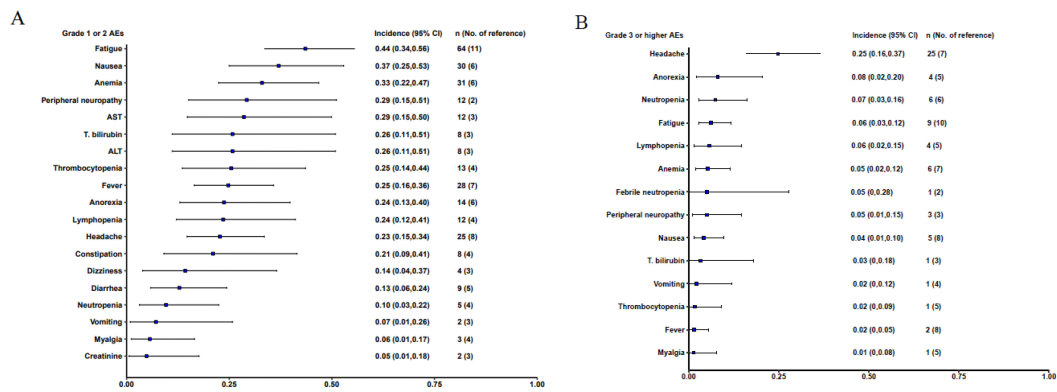 A
Grade 1 or 2 AEs Incidence (95% CI) n (No. of reference)
Fatigue 0.44 (0.34,0.56) 64 (11)
Nausea 0.37 (0.25,0.53) 30 (6)
Anemia 0.33 (0.22,0.47) 31 (6)
Peripheral neuropathy 0.29 (0.15,0.51) 12 (2)
AST 0.29 (0.15,0.50) 12 (3)
T. bilirubin 0.26 (0.11,0.51) 8 (3)
ALT 0.26 (0.11,0.51) 8 (3)
Thrombocytopenia 0.25 (0.14,0.44) 13 (4)
Fever 0.25 (0.16,0.36) 28 (7)
Anorexia 0.24 (0.13,0.40) 14 (6)
Lymphopenia 0.24 (0.12,0.41) 12 (4)
Headache 0.23 (0.15,0.34) 25 (8)
Constipation 0.21 (0.09,0.41) 8 (4)
Dizziness 0.14 (0.04,0.37) 4 (3)
Diarrhea 0.13 (0.06,0.24) 9 (5)
Neutropenia 0.10 (0.03,0.22) 5 (4)
Vomiting 0.07 (0.01,0.26) 2 (3)
Myalgia 0.06 (0.01,0.17) 3 (4)
Creatinine 0.05 (0.01,0.18) 2 (3)
0.00 0.25 0.50 0.75 1.00
B
Grade 3 or higher AEs Incidence (95% CI) n (No. of reference)
Headache 0.25 (0.16,0.37) 25 (7)
Anorexia 0.08 (0.02,0.20) 4 (5)
Neutropenia 0.07 (0.03,0.16) 6 (6)
Fatigue 0.06 (0.03,0.12) 9 (10)
Lymphopenia 0.06 (0.02,0.15) 4 (5)
Anemia 0.05 (0.02,0.12) 6 (7)
Febrile neutropenia 0.05 (0,0.28) 1 (2)
Peripheral neuropathy 0.05 (0.01,0.15) 3 (3)
Nausea 0.04 (0.01,0.10) 5 (8)
T. bilirubin 0.03 (0,0.18) 1 (3)
Vomiting 0.02 (0,0.12) 1 (4)
Thrombocytopenia 0.02 (0,0.09) 1 (5)
Fever 0.02 (0,0.05) 2 (8)
Myalgia 0.01 (0,0.08) 1 (5)
0.00 0.25 0.50 0.75 1.00